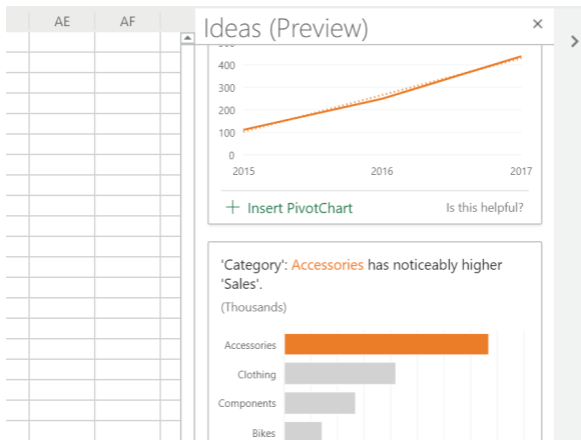 AE AF
Ideas (Preview)
400
300
200
100
0
2015 2016 2017
Insert PivotChart Is this helpful?
'Category': Accessories has noticeably higher
'Sales'.
(Thousands)
Accessories
Clothing
Components
Bikes